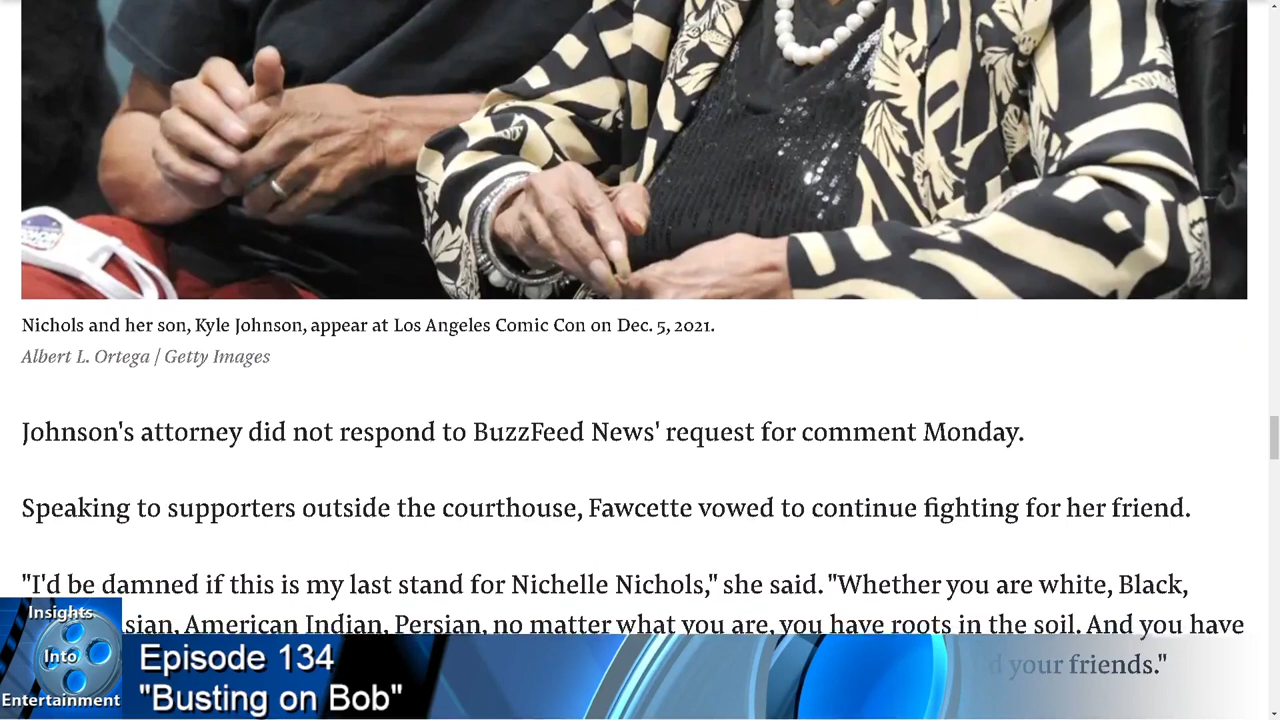 Nichols and her son, Kyle Johnson, appear at Los Angeles Comic Con on Dec. 5, 2021.
Albert L. Ortega / Getty Images
Johnson's attorney did not respond to BuzzFeed News' request for comment Monday.
Speaking to supporters outside the courthouse, Fawcette vowed to continue fighting for her friend.
"I'd be damned if this is my last stand for Nichelle Nichols," she said. "Whether you are white, Black,
sian, American Indian, Persian, no matter what you are, you have roots in the soil. And you have
d your friends."
Insights
Into
Entertainment
Episode 134
"Busting on Bob"